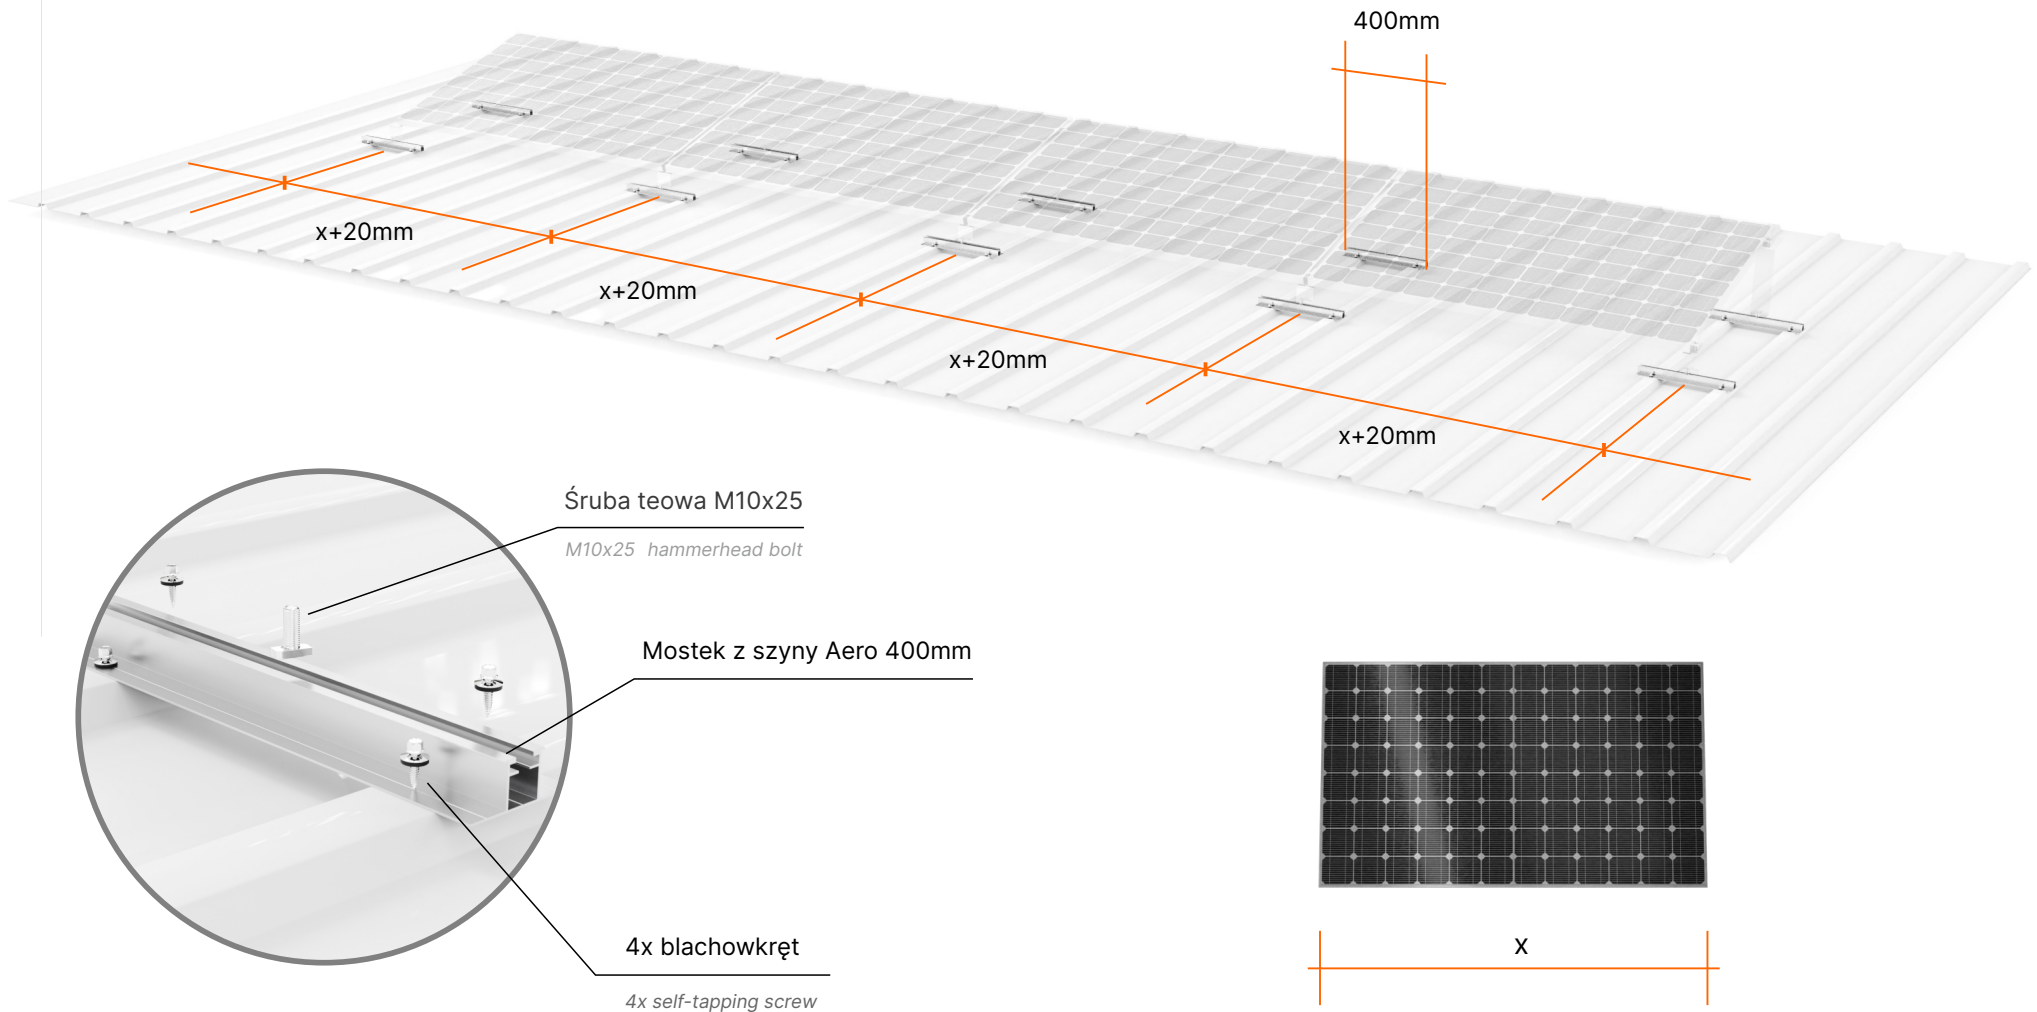 400mm
x+20mm
x+20mm
x+20mm
x+20mm
Śruba teowa M10x25
M10x25 hammerhead bolt
Mostek z szyny Aero 400mm
4x blachowkręt
4x self-tapping screw
x